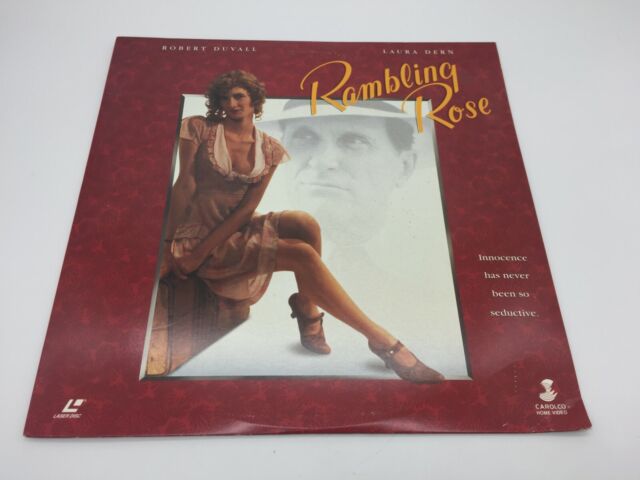 ROBERT DUVALL
LAURA DERN
Rambling
Rose
Innocence
has never
been so
seductive.
LASER DISC
CAROLCO
HOME VIDEO